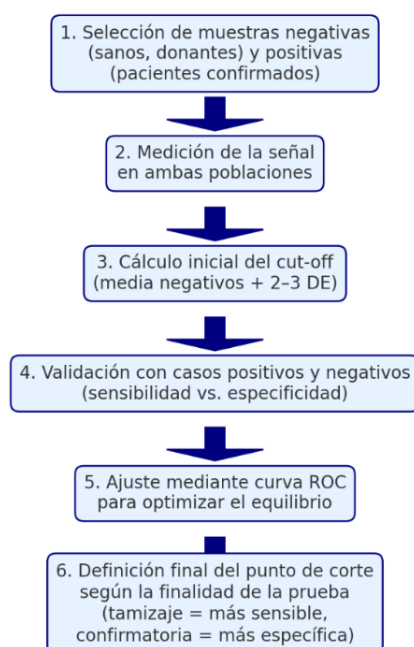 1. Selección de muestras negativas
(sanos, donantes) y positivas
(pacientes confirmados)
2. Medición de la señal
en ambas poblaciones
3. Cálculo inicial del cut-off
(media negativos + 2–3 DE)
4. Validación con casos positivos y negativos
(sensibilidad vs. especificidad)
5. Ajuste mediante curva ROC
para optimizar el equilibrio
6. Definición final del punto de corte
según la finalidad de la prueba
(tamizaje = más sensible,
confirmatoria = más específica)